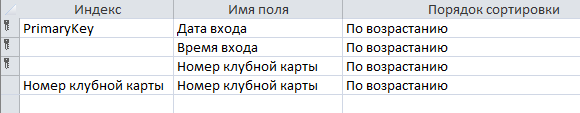 Индекс Имя поля Порядок сортировки
PrimaryKey Дата входа По возрастанию
Время входа По возрастанию
Номер клубной карты По возрастанию
Номер клубной карты Номер клубной карты По возрастанию